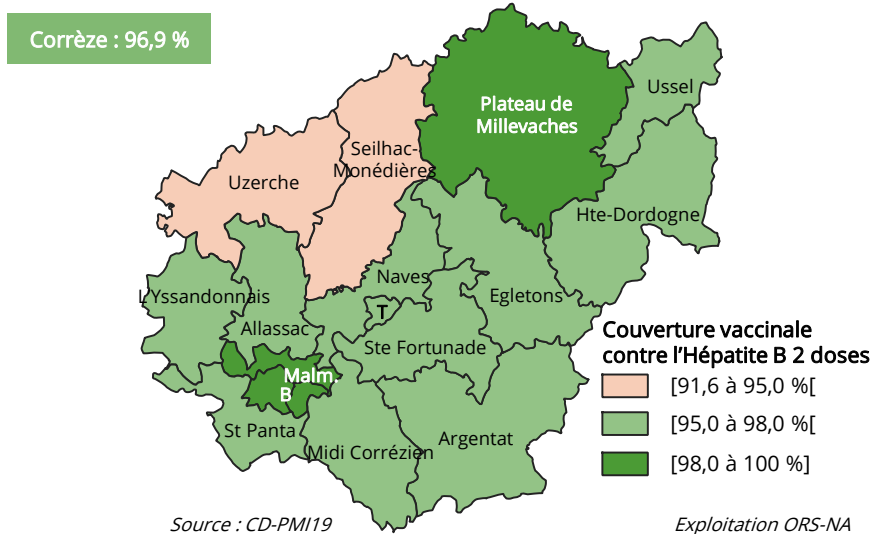 Corrèze : 96,9 %
Ussel
Plateau de
Millevaches
Seilhac-
Monédières
Uzerche
Hte-Dordogne
Naves
L'Yssandonnais
Egletons
T
Allassac
Ste Fortunade
Malm.
B
St Panta
Argentat
Midi Corrézien
Couverture vaccinale
contre l’Hépatite B 2 doses
[91,6 à 95,0 %[
[95,0 à 98,0 %[
[98,0 à 100 %]
Source : CD-PMI19
Exploitation ORS-NA